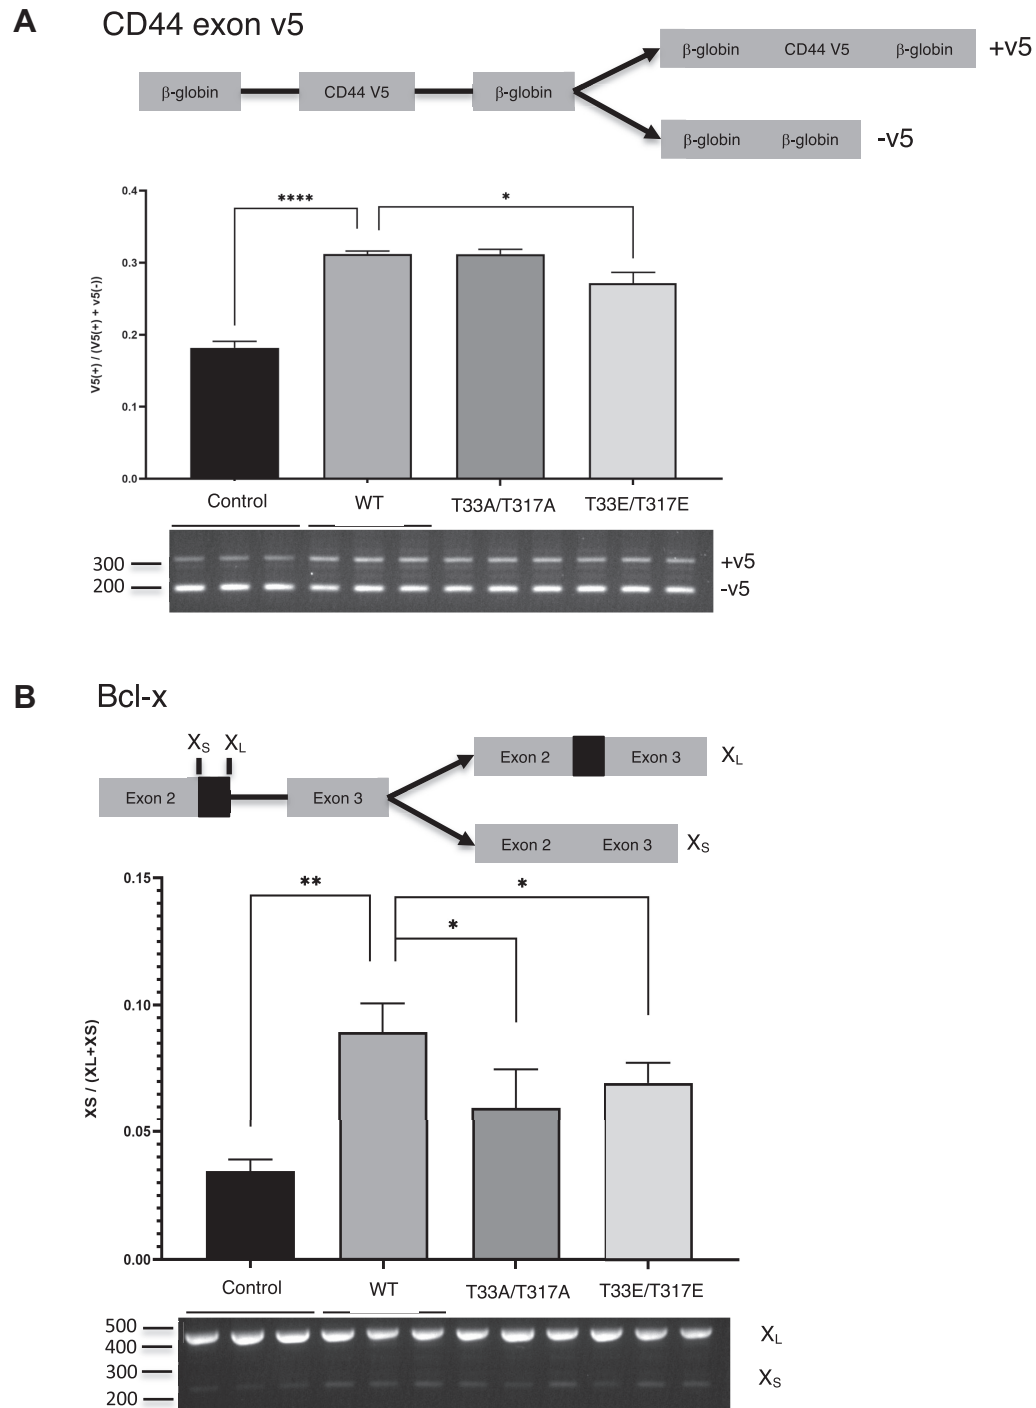 A CD44 exon v5
β-globin CD44 V5 β-globin +v5
β-globin CD44 V5 β-globin
β-globin β-globin -v5
0.4
**** *
0.3
0.2
0.1
0.0
V5(+) / (V5(+) + v5(-))
Control WT T33A/T317A T33E/T317E
300 +v5
200 -v5
B Bcl-x
XS XL
Exon 2 Exon 3 XL
Exon 2 Exon 3
Exon 2 Exon 3 XS
0.15
** *
*
0.10
0.05
0.00
XS / (XL+XS)
Control WT T33A/T317A T33E/T317E
500 XL
400
300 XS
200